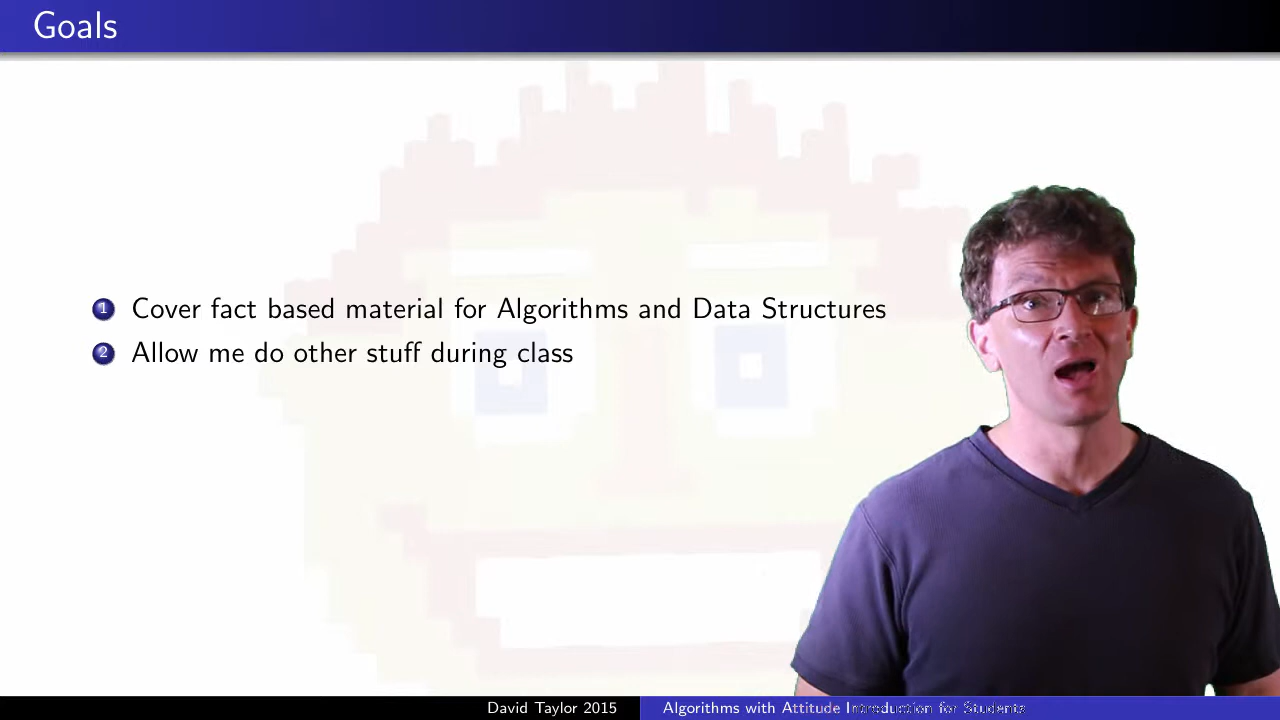 Goals
1 Cover fact based material for Algorithms and Data Structures
2 Allow me do other stuff during class
David Taylor 2015
Algorithms with Attitude Introduction for Students